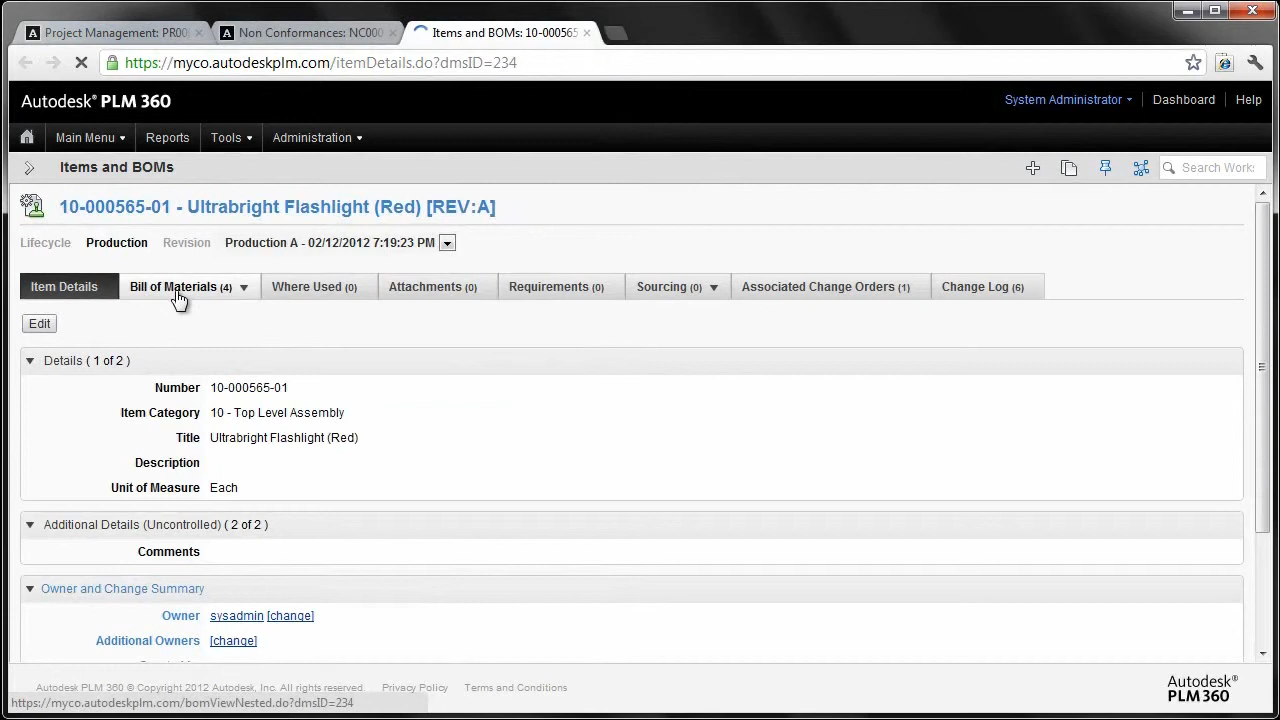 Project Management: PR00
Non Conformances: NC000
Items and BOMs: 10-000565
https://myco.autodeskplm.com/itemDetails.do?dmsID=234
Autodesk® PLM 360
System Administrator
Dashboard
Help
Main Menu
Reports
Tools
Administration
Items and BOMs
Search Works
10-000565-01 - Ultrabright Flashlight (Red) [REV:A]
Lifecycle Production Revision Production A - 02/12/2012 7:19:23 PM
Item Details
Bill of Materials (4)
Where Used (0)
Attachments (0)
Requirements (0)
Sourcing (0)
Associated Change Orders (1)
Change Log (6)
Edit
Details ( 1 of 2 )
Number 10-000565-01
Item Category 10 - Top Level Assembly
Title Ultrabright Flashlight (Red)
Description
Unit of Measure Each
Additional Details (Uncontrolled) ( 2 of 2 )
Comments
Owner and Change Summary
Owner sysadmin [change]
Additional Owners [change]
Autodesk PLM 360 © Copyright 2012 Autodesk, Inc. All rights reserved. Privacy Policy Terms and Conditions
Autodesk®
PLM 360
https://myco.autodeskplm.com/bomViewNested.do?dmsID=234